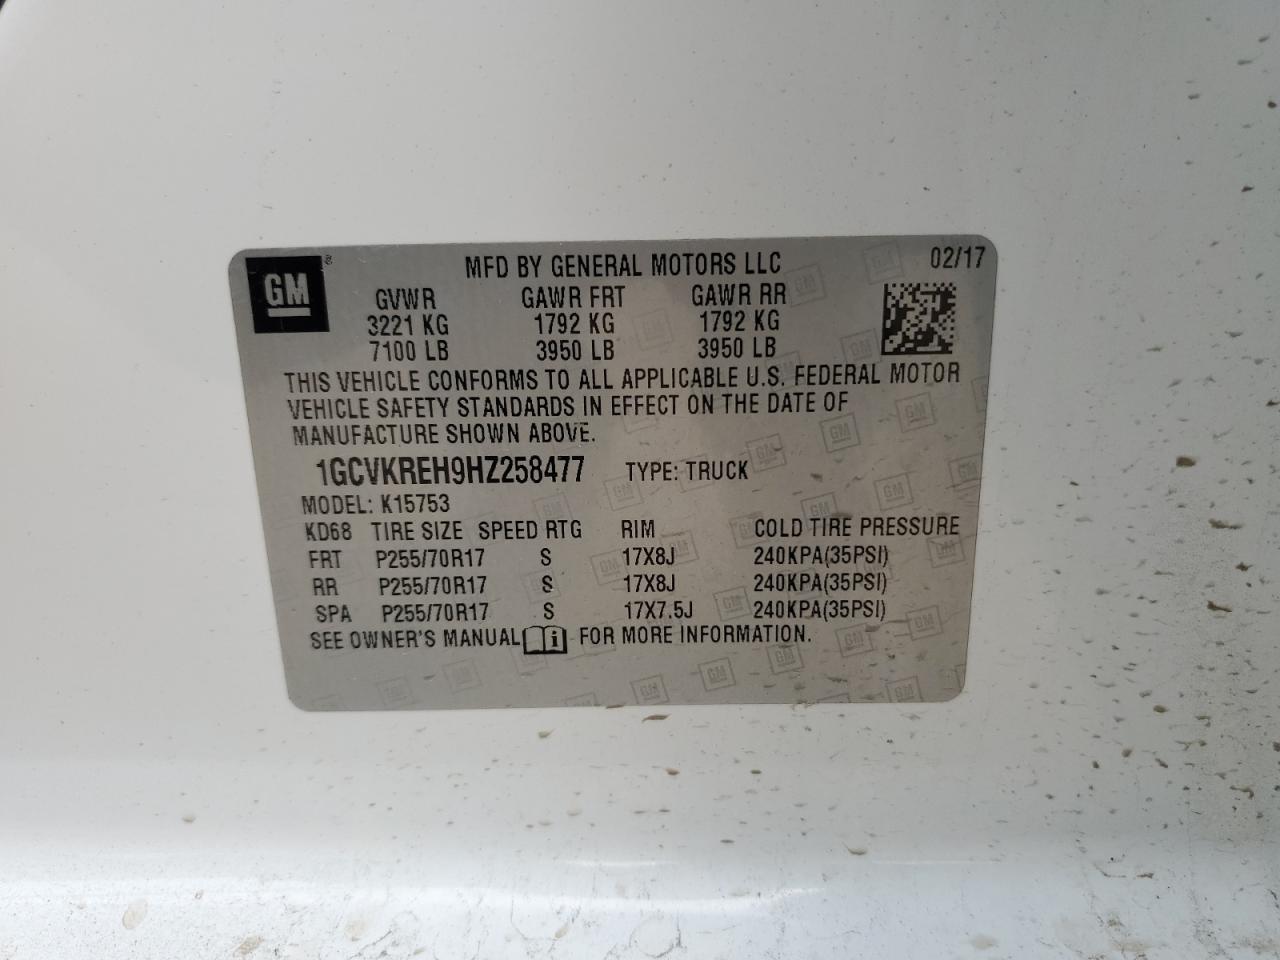 GM ®
MFD BY GENERAL MOTORS LLC 02/17
GVWR GAWR FRT GAWR RR
3221 KG 1792 KG 1792 KG
7100 LB 3950 LB 3950 LB
THIS VEHICLE CONFORMS TO ALL APPLICABLE U.S. FEDERAL MOTOR
VEHICLE SAFETY STANDARDS IN EFFECT ON THE DATE OF
MANUFACTURE SHOWN ABOVE.
1GCVKREH9HZ258477 TYPE: TRUCK
MODEL: K15753
KD68 TIRE SIZE SPEED RTG RIM COLD TIRE PRESSURE
FRT P255/70R17 S 17X8J 240KPA(35PSI)
RR P255/70R17 S 17X8J 240KPA(35PSI)
SPA P255/70R17 S 17X7.5J 240KPA(35PSI)
SEE OWNER'S MANUAL i FOR MORE INFORMATION.